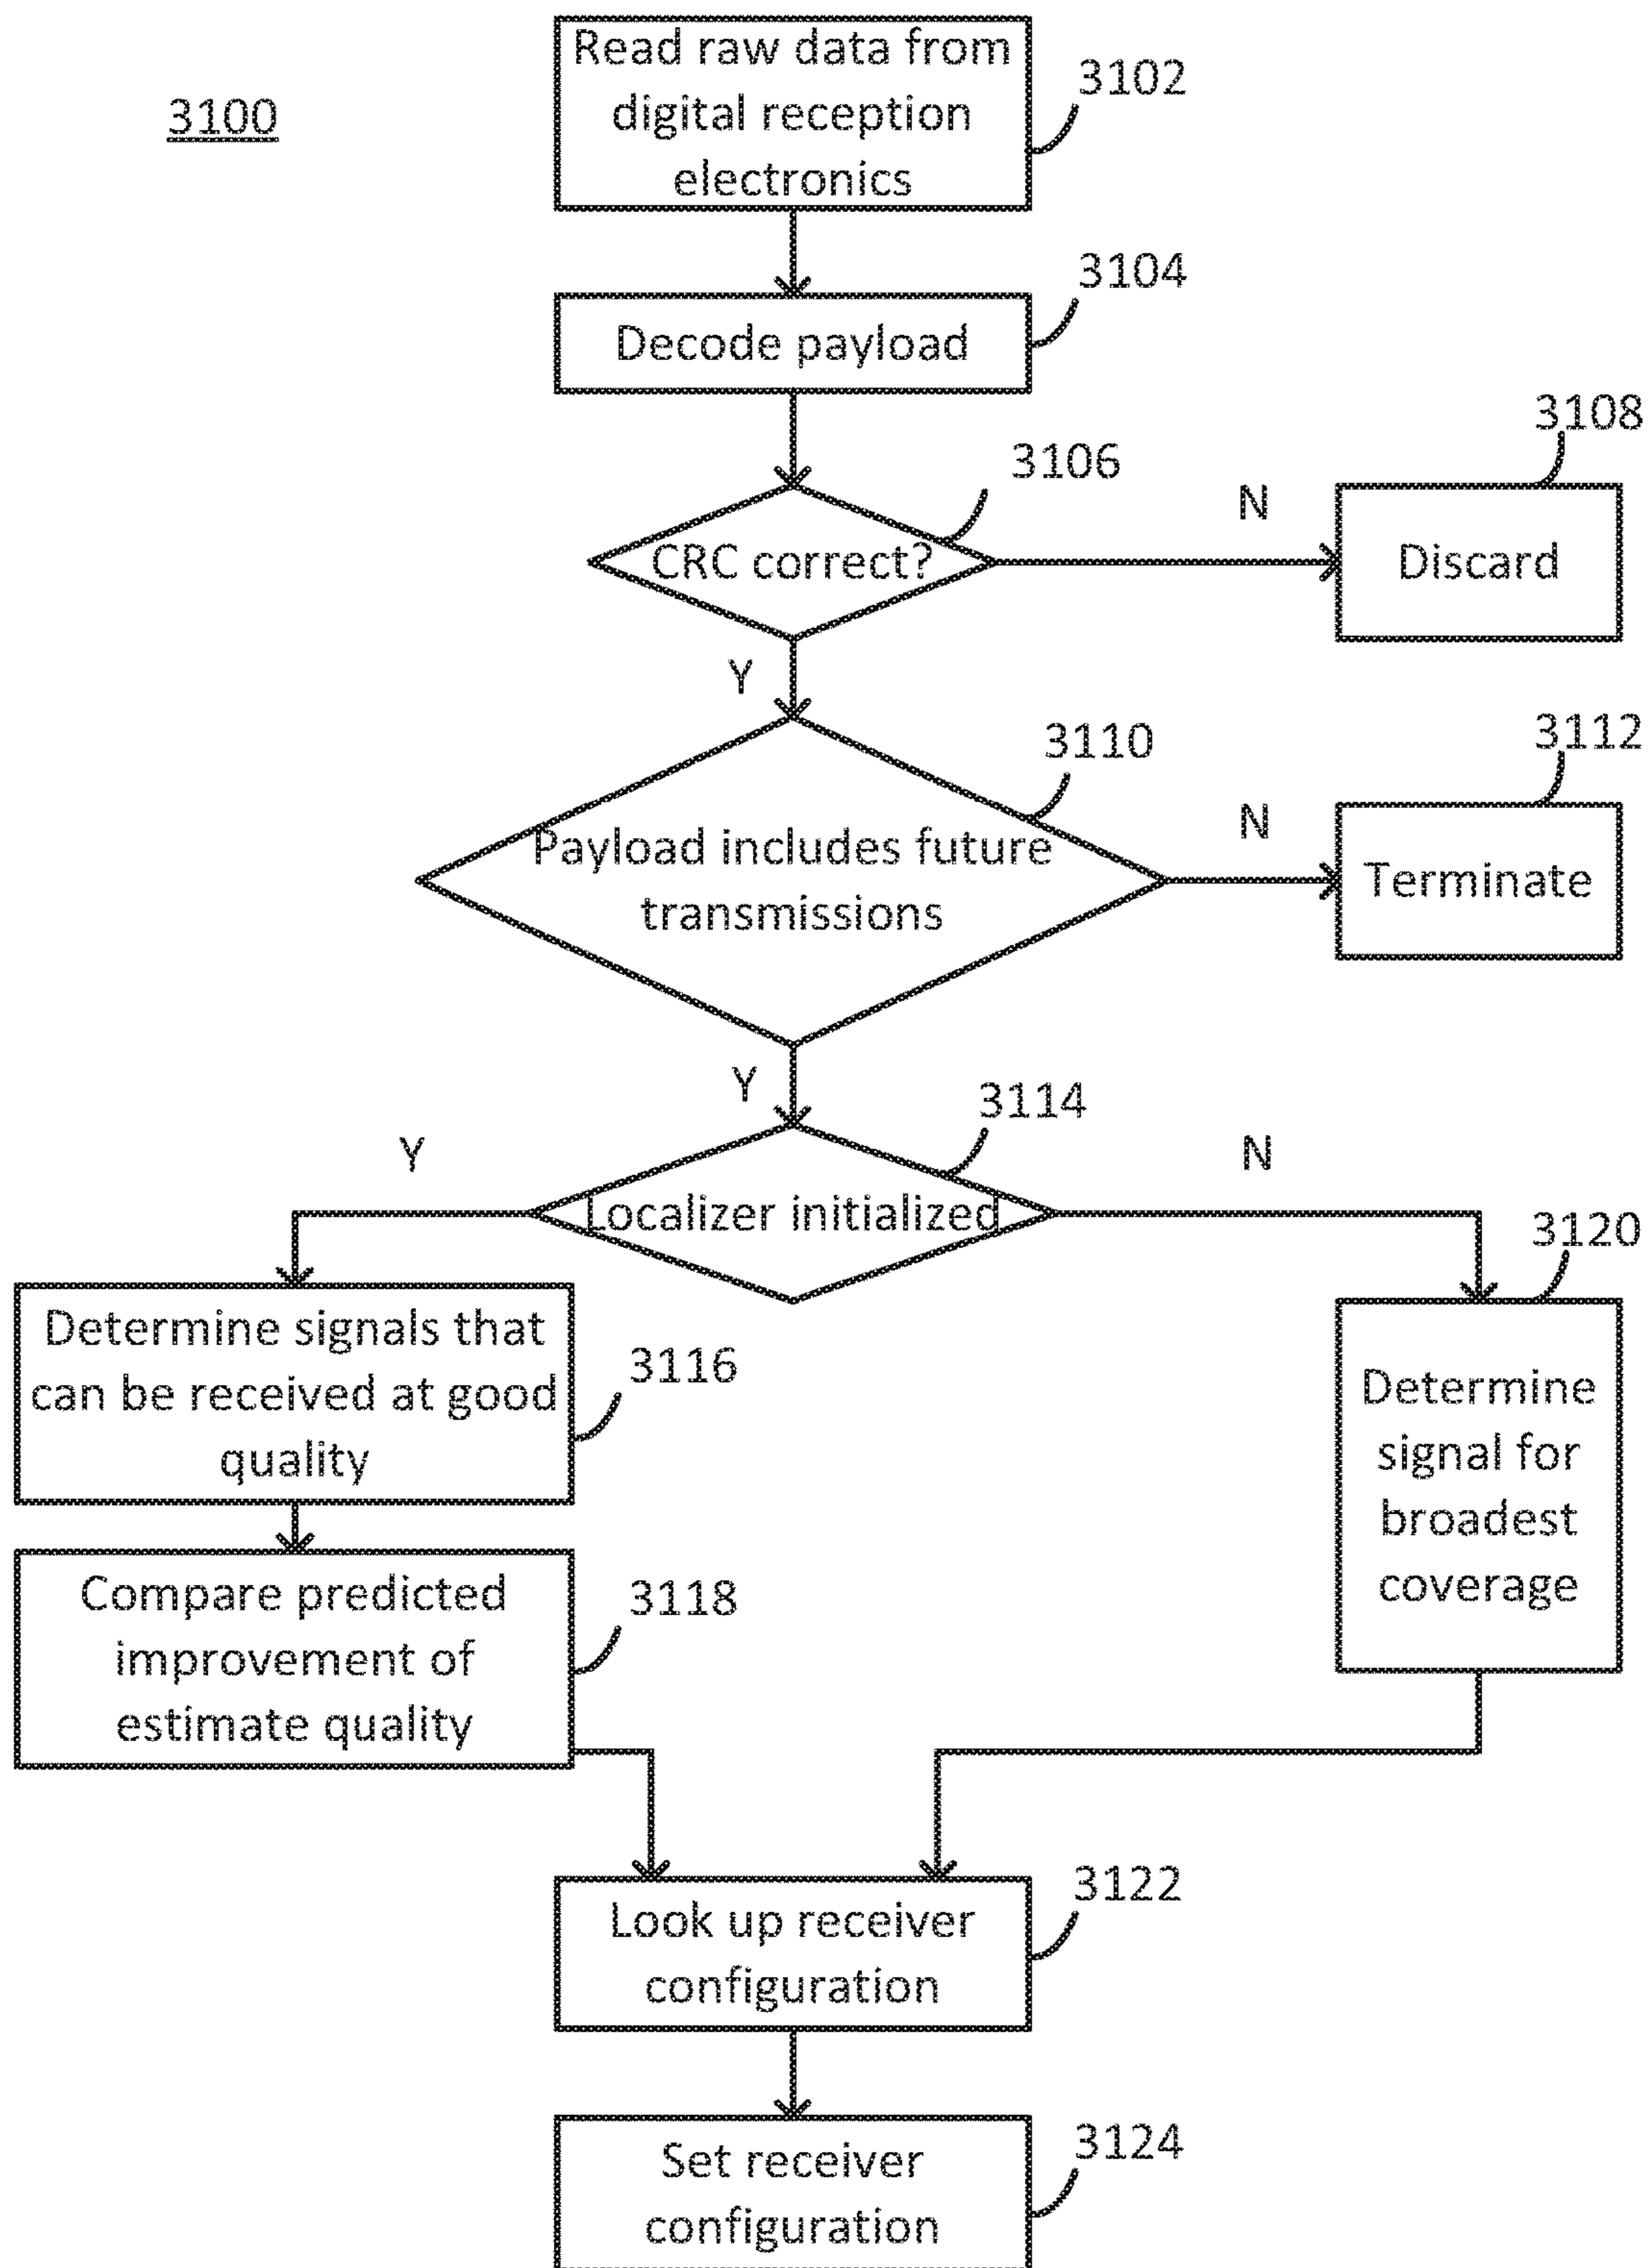 3100
Read raw data from
digital reception
electronics
3102
Decode payload
3104
CRC correct?
3106
N
Discard
3108
Y
Payload includes future
transmissions
3110
N
Terminate
3112
Y
Localizer initialized
3114
Y
N
Determine signals that
can be received at good
quality
3116
Compare predicted
improvement of
estimate quality
3118
Determine
signal for
broadest
coverage
3120
Look up receiver
configuration
3122
Set receiver
configuration
3124